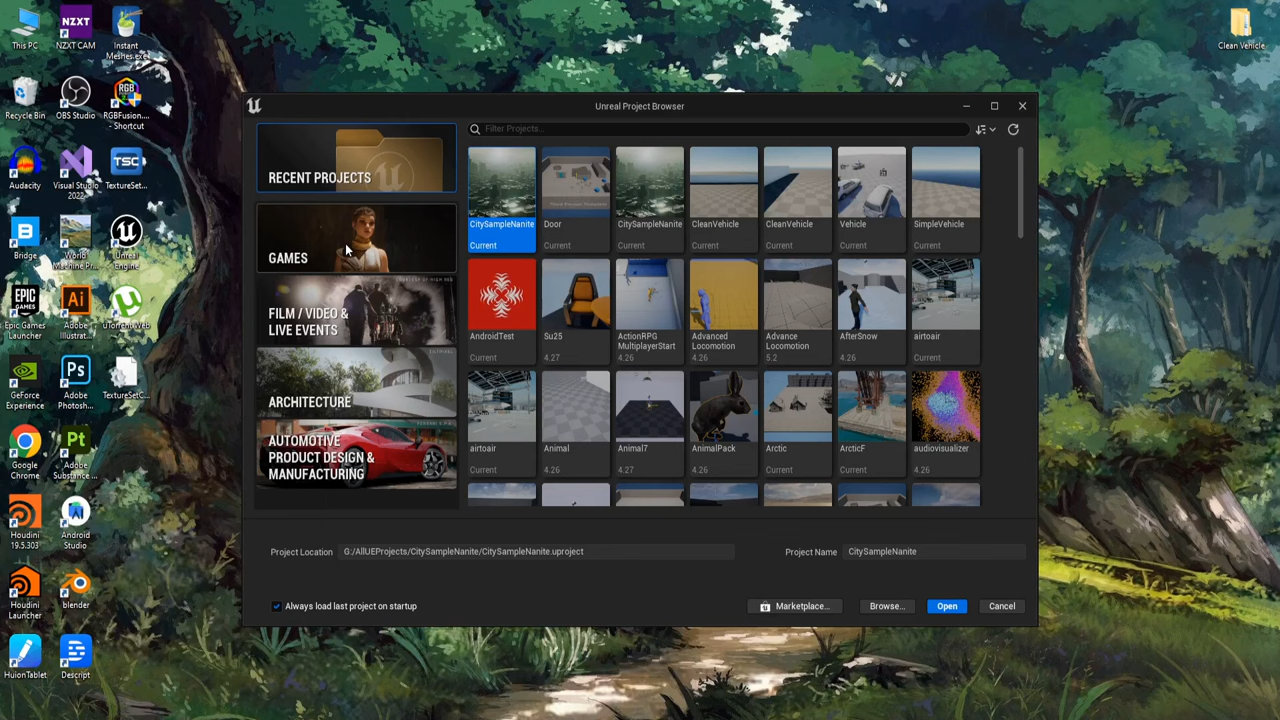 This PC
NZXT
NZXT CAM
Instant
Meshes.exe
Clean Vehicle
Recycle Bin
OBS Studio
RGB
RGBFusion....
- Shortcut
Audacity
Visual Studio
2022
TSC
TextureSet...
Bridge
World
Machine Pr...
Unreal
Engine
EPIC
GAMES
Epic Games
Launcher
Ai
Adobe
Illustrat...
uTorrent Web
GeForce
Experience
Ps
Adobe
Photosh...
TextureSetC...
Google
Chrome
Pt
Adobe
Substance ...
Houdini
19.5.303
Android
Studio
Houdini
Launcher
blender
HuionTablet
Descript
Unreal Project Browser
RECENT PROJECTS
GAMES
FILM / VIDEO &
LIVE EVENTS
ARCHITECTURE
AUTOMOTIVE
PRODUCT DESIGN &
MANUFACTURING
Filter Projects...
CitySampleNanite
Current
Door
Current
CitySampleNanite
Current
CleanVehicle
Current
CleanVehicle
Current
Vehicle
Current
SimpleVehicle
Current
AndroidTest
Current
Su25
4.27
ActionRPG
MultiplayerStart
4.26
Advanced
Locomotion
4.26
Advance
Locomotion
5.2
AfterSnow
4.26
airtoair
Current
airtoair
Current
Animal
4.26
Animal7
4.27
AnimalPack
4.26
Arctic
Current
ArcticF
Current
audiovisualizer
4.26
Project Location
G:/AllUEProjects/CitySampleNanite/CitySampleNanite.uproject
Project Name
CitySampleNanite
Always load last project on startup
Marketplace...
Browse...
Open
Cancel